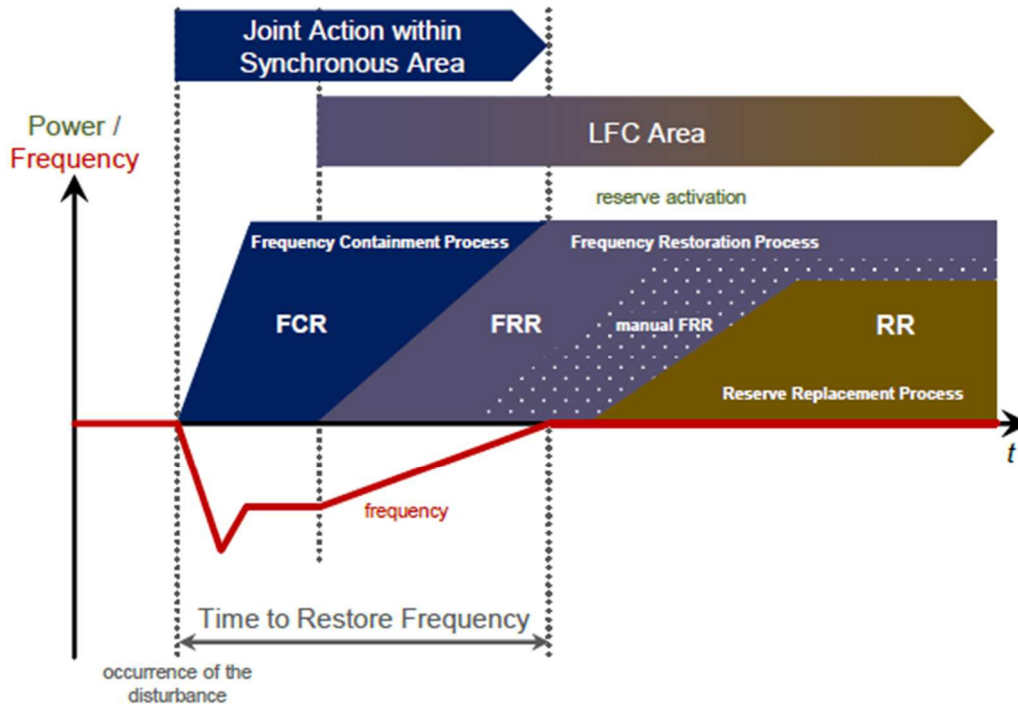 Joint Action within
Synchronous Area
LFC Area
Power /
Frequency
reserve activation
Frequency Containment Process
Frequency Restoration Process
FCR
FRR
manual FRR
RR
Reserve Replacement Process
t
frequency
Time to Restore Frequency
occurrence of the
disturbance